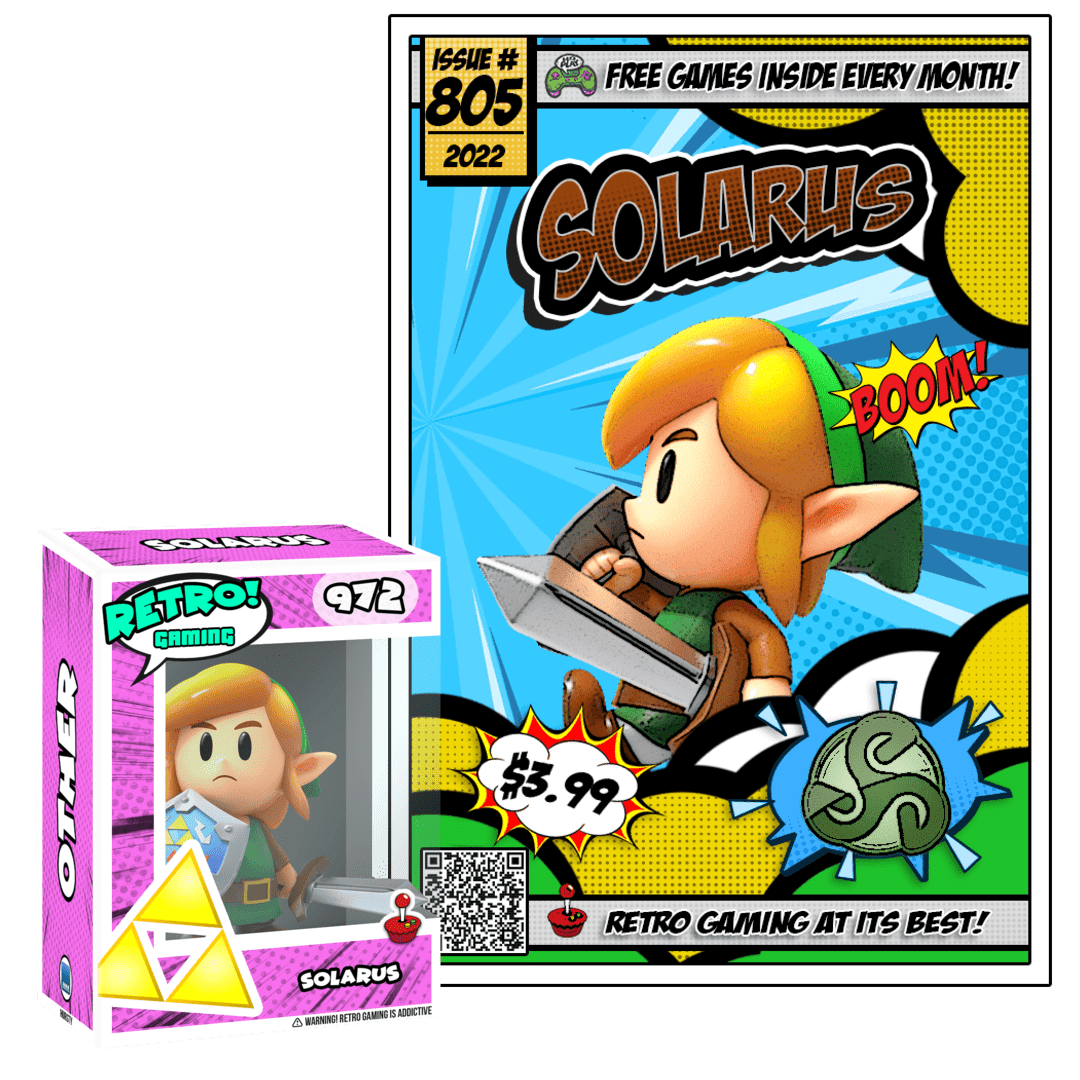 ISSUE #
805
2022
FREE GAMES INSIDE EVERY MONTH!
SOLARUS
BOOM!
$3.99
RETRO GAMING AT ITS BEST!
SOLARUS
RETRO!
GAMING
972
OTHER
SOLARUS
⚠ WARNING! RETRO GAMING IS ADDICTIVE